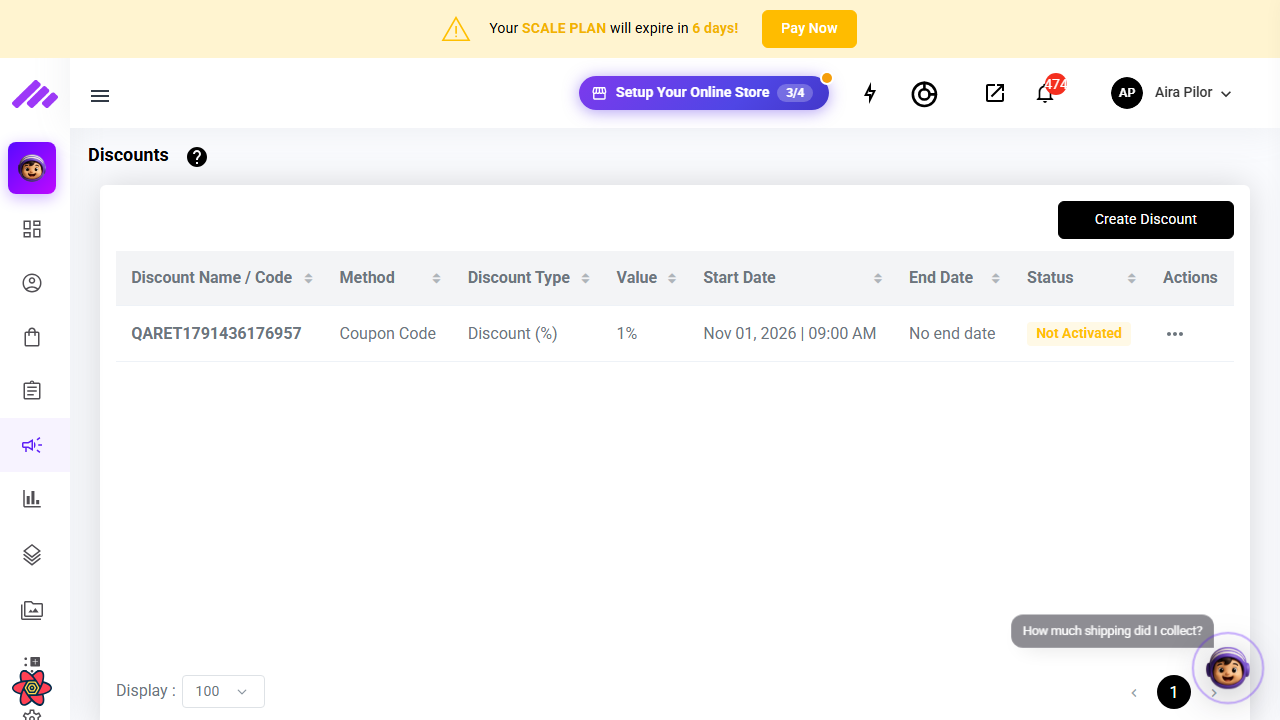 Your SCALE PLAN will expire in 6 days!
Pay Now
Setup Your Online Store 3/4
474
AP
Aira Pilor
Discounts
Create Discount
Discount Name / Code Method Discount Type Value Start Date End Date Status Actions
QARET1791436176957 Coupon Code Discount (%) 1% Nov 01, 2026 | 09:00 AM No end date Not Activated
How much shipping did I collect?
Display : 100
1